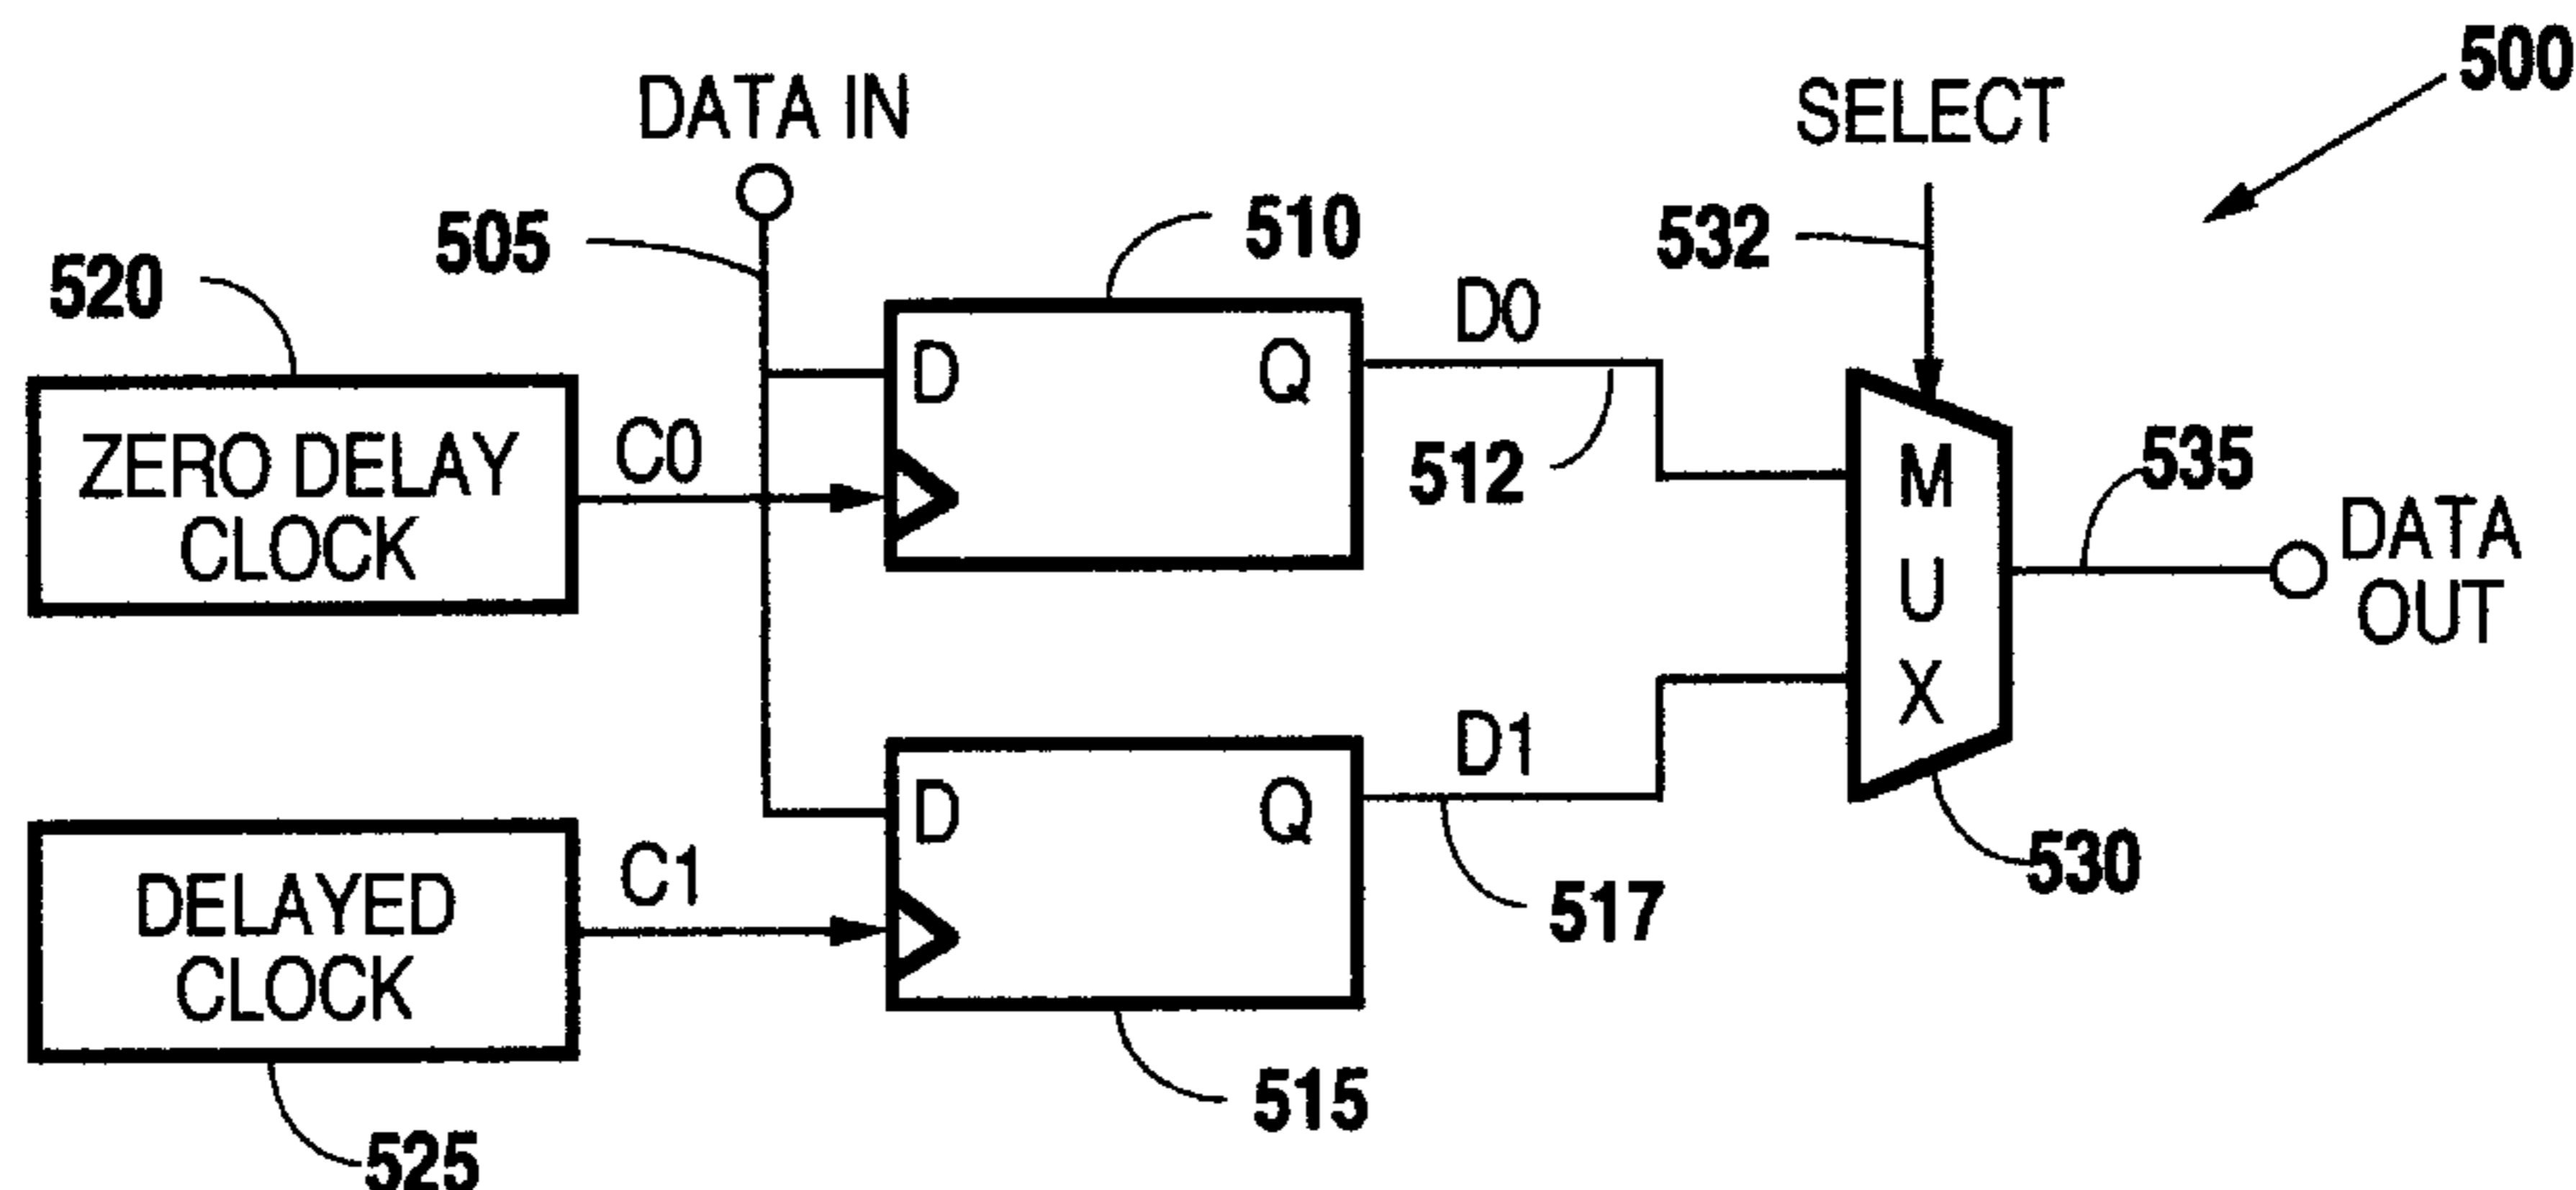 500
DATA IN
SELECT
505
510
532
520
D0
D
Q
ZERO DELAY
CLOCK
C0
512
M
U
X
535
DATA
OUT
D1
D
Q
DELAYED
CLOCK
C1
517
530
515
525